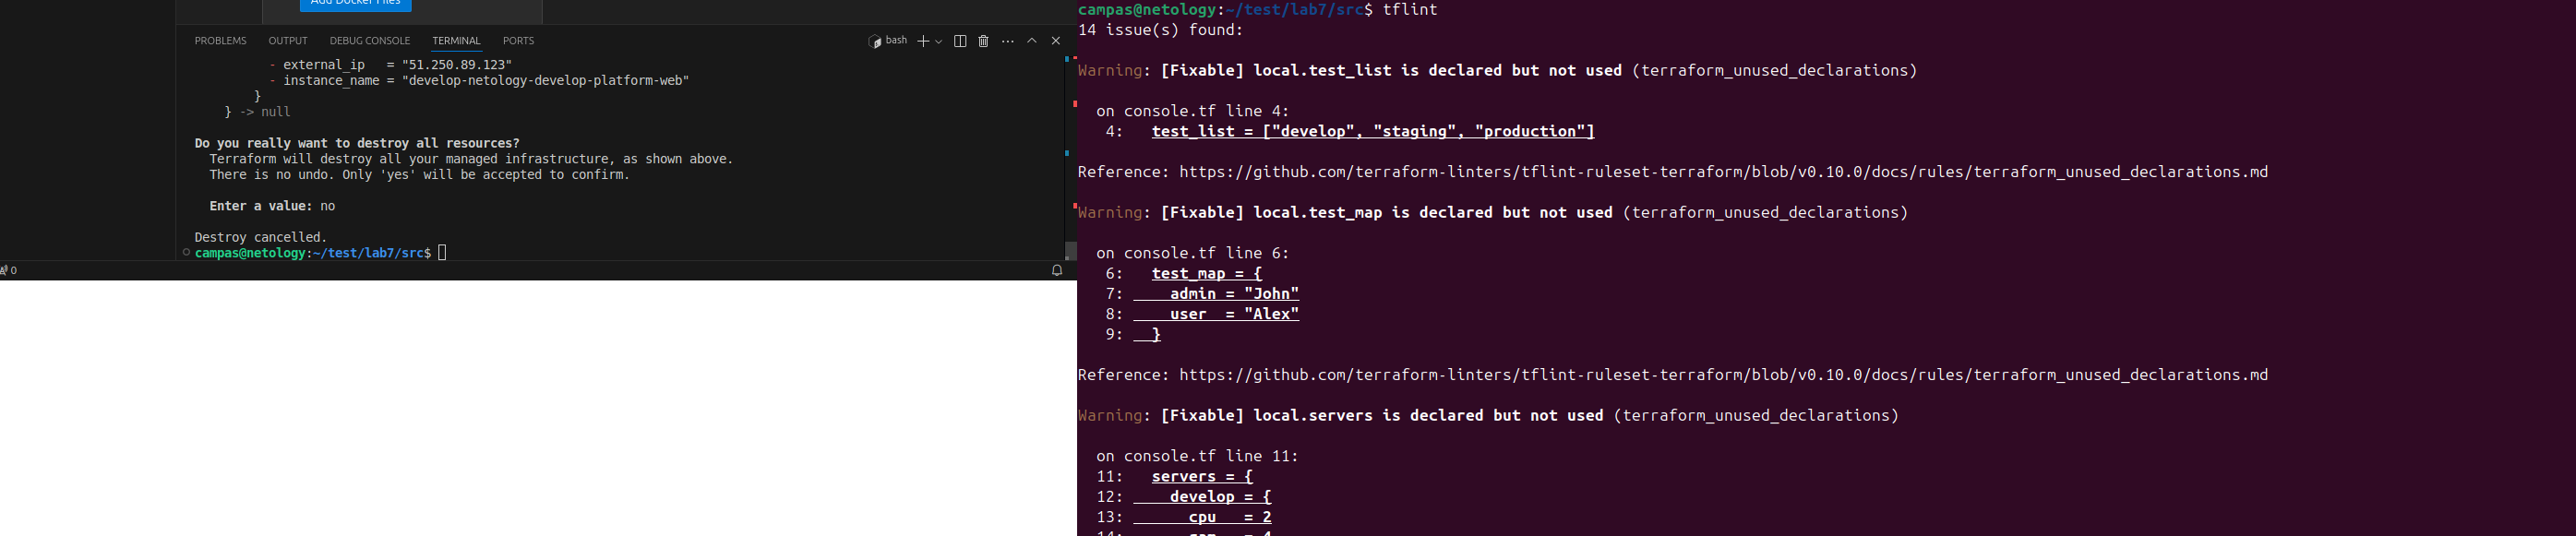 Add Docker Files
PROBLEMS OUTPUT DEBUG CONSOLE TERMINAL PORTS
bash
- external_ip   = "51.250.89.123"
- instance_name = "develop-netology-develop-platform-web"
}
} -> null
Do you really want to destroy all resources?
Terraform will destroy all your managed infrastructure, as shown above.
There is no undo. Only 'yes' will be accepted to confirm.
Enter a value: no
Destroy cancelled.
campas@netology:~/test/lab7/src$
0
campas@netology:~/test/lab7/src$ tflint
14 issue(s) found:
Warning: [Fixable] local.test_list is declared but not used (terraform_unused_declarations)
on console.tf line 4:
4:   test_list = ["develop", "staging", "production"]
Reference: https://github.com/terraform-linters/tflint-ruleset-terraform/blob/v0.10.0/docs/rules/terraform_unused_declarations.md
Warning: [Fixable] local.test_map is declared but not used (terraform_unused_declarations)
on console.tf line 6:
6:   test_map = {
7:     admin = "John"
8:     user  = "Alex"
9:   }
Reference: https://github.com/terraform-linters/tflint-ruleset-terraform/blob/v0.10.0/docs/rules/terraform_unused_declarations.md
Warning: [Fixable] local.servers is declared but not used (terraform_unused_declarations)
on console.tf line 11:
11:   servers = {
12:     develop = {
13:       cpu   = 2